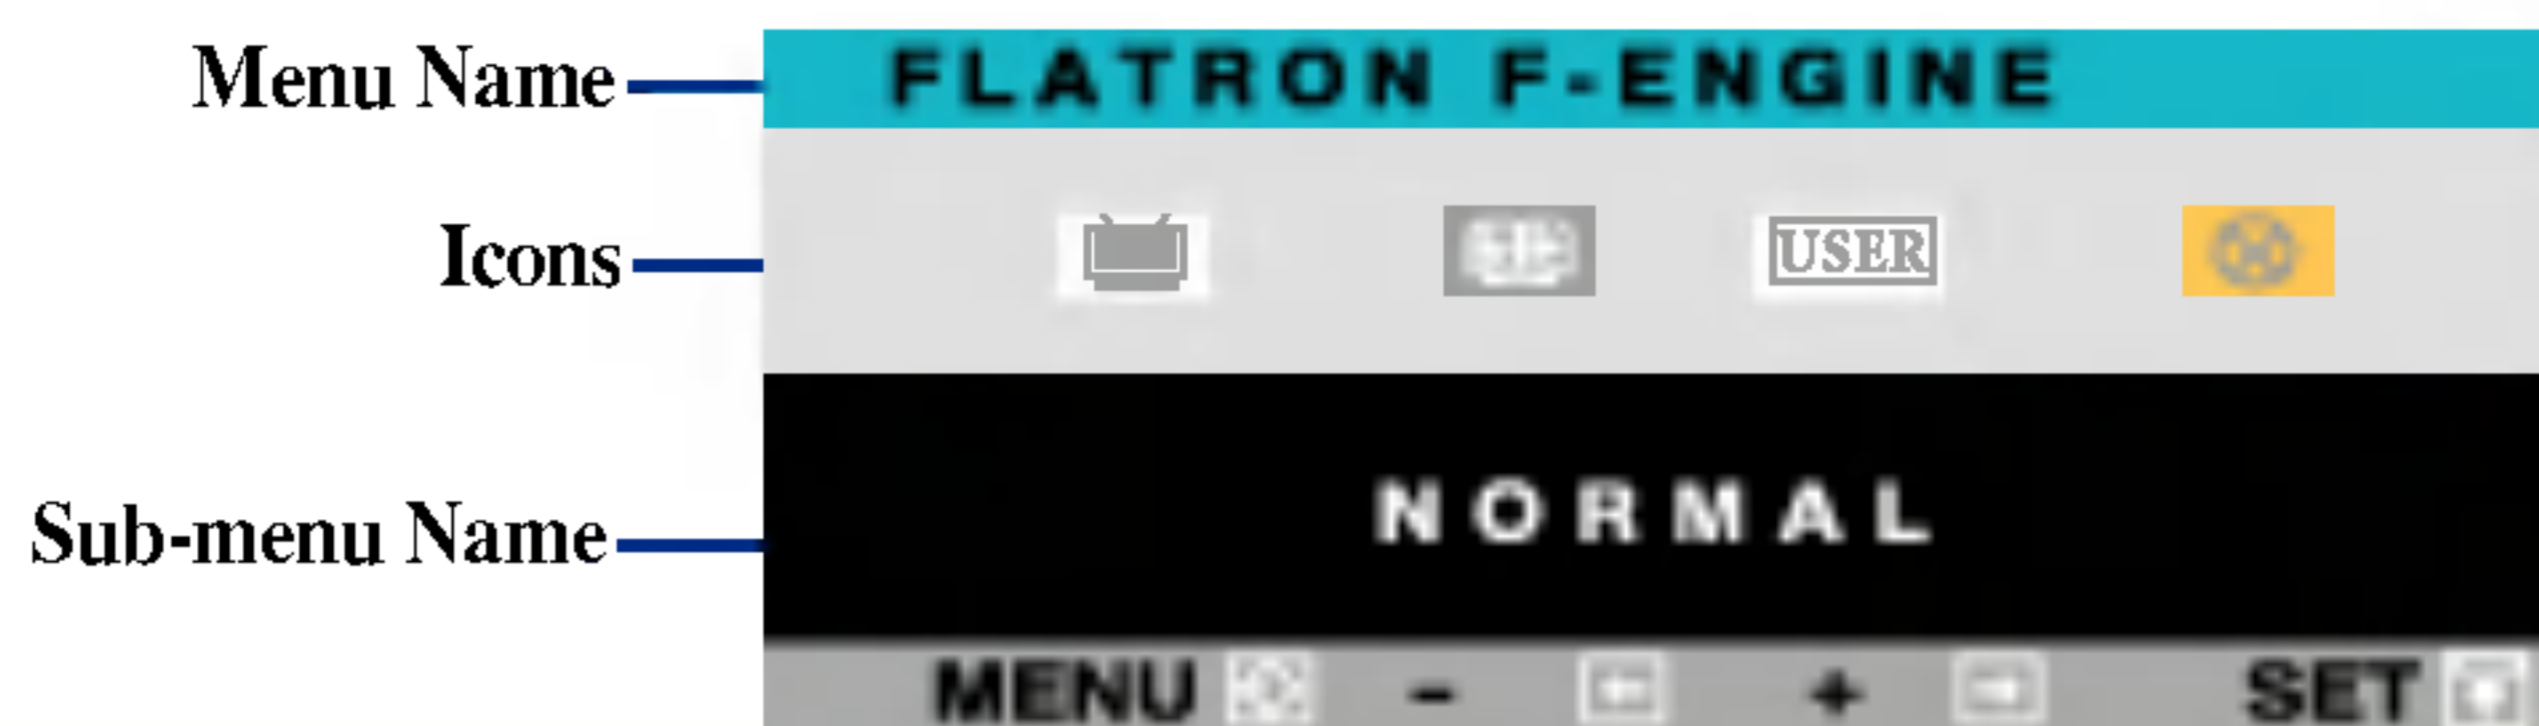 Menu Name FLATRON F-ENGINE
Icons USER
Sub-menu Name NORMAL
MENU - + SET